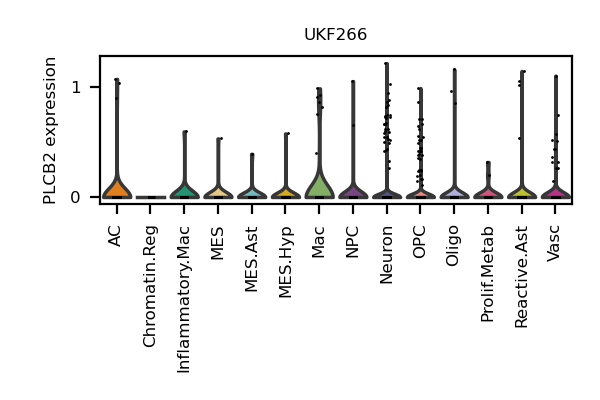 UKF266
PLCB2 expression
1
0
AC
Chromatin.Reg
Inflammatory.Mac
MES
MES.Ast
MES.Hyp
Mac
NPC
Neuron
OPC
Oligo
Prolif.Metab
Reactive.Ast
Vasc